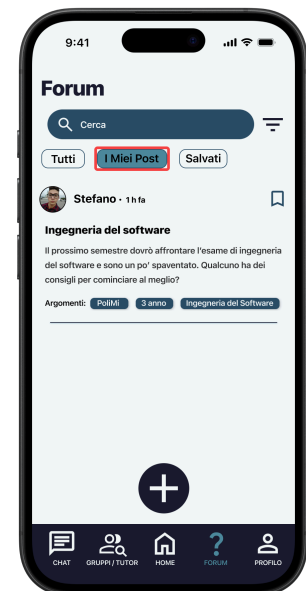 9:41
Forum
Cerca
Tutti
I Miei Post
Salvati
Stefano · 1 h fa
Ingegneria del software
Il prossimo semestre dovrò affrontare l'esame di ingegneria
del software e sono un po' spaventato. Qualcuno ha dei
consigli per cominciare al meglio?
Argomenti: PoliMi 3 anno Ingegneria del Software
CHAT GRUPPI / TUTOR HOME FORUM PROFILO